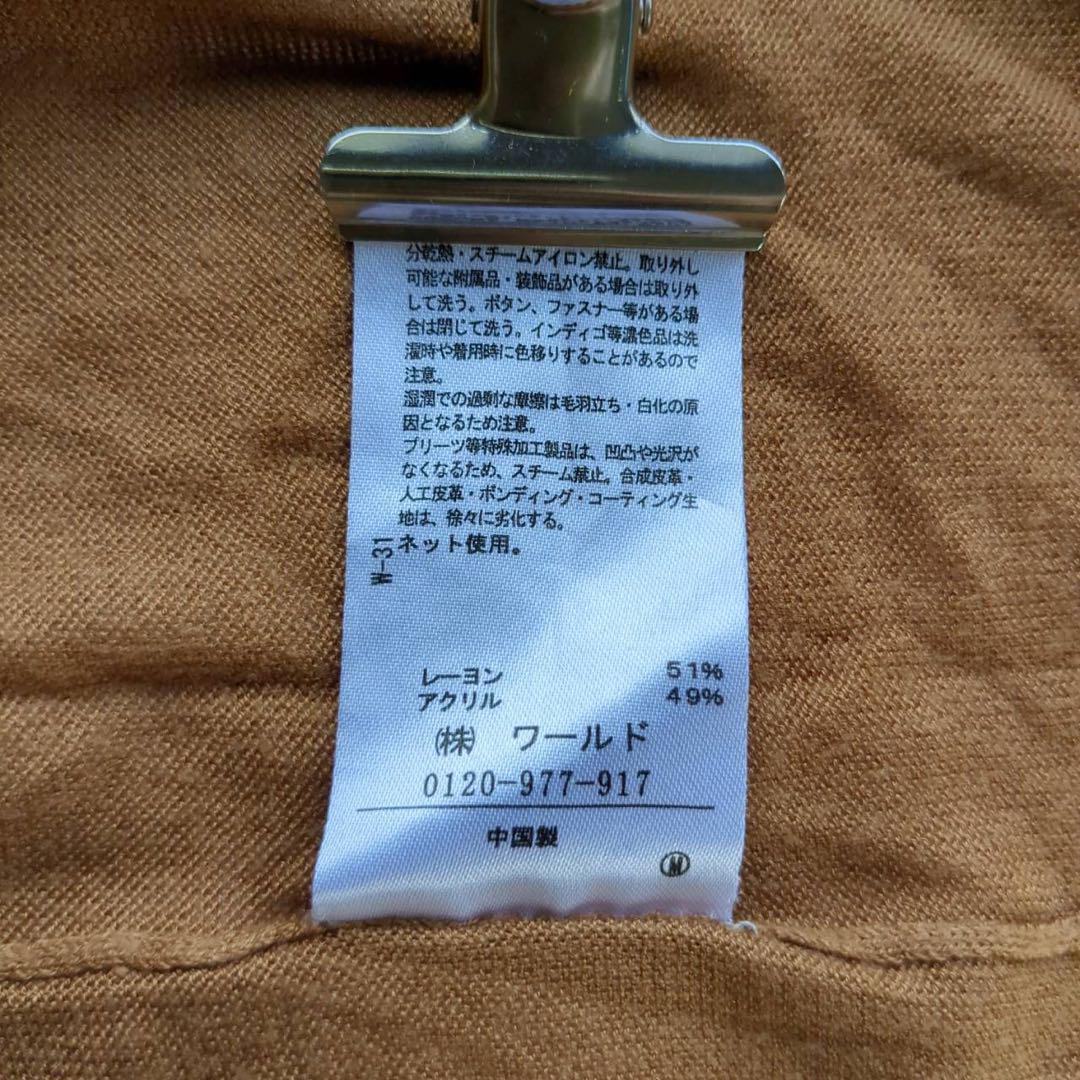 分乾熱・スチームアイロン禁止。取り外し
可能な附属品・装飾品がある場合は取り外
して洗う。ボタン、ファスナー等がある場
合は閉じて洗う。インディゴ等濃色品は洗
濯時や着用時に色移りすることがあるので
注意。
湿潤での過剰な摩擦は毛羽立ち・白化の原
因となるため注意。
プリーツ等特殊加工製品は、凹凸や光沢が
なくなるため、スチーム禁止。合成皮革・
人工皮革・ボンディング・コーティング生
地は、徐々に劣化する。
ネット使用。
W-31
レーヨン 51%
アクリル 49%
㈱ ワールド
0120-977-917
中国製
Ⓜ